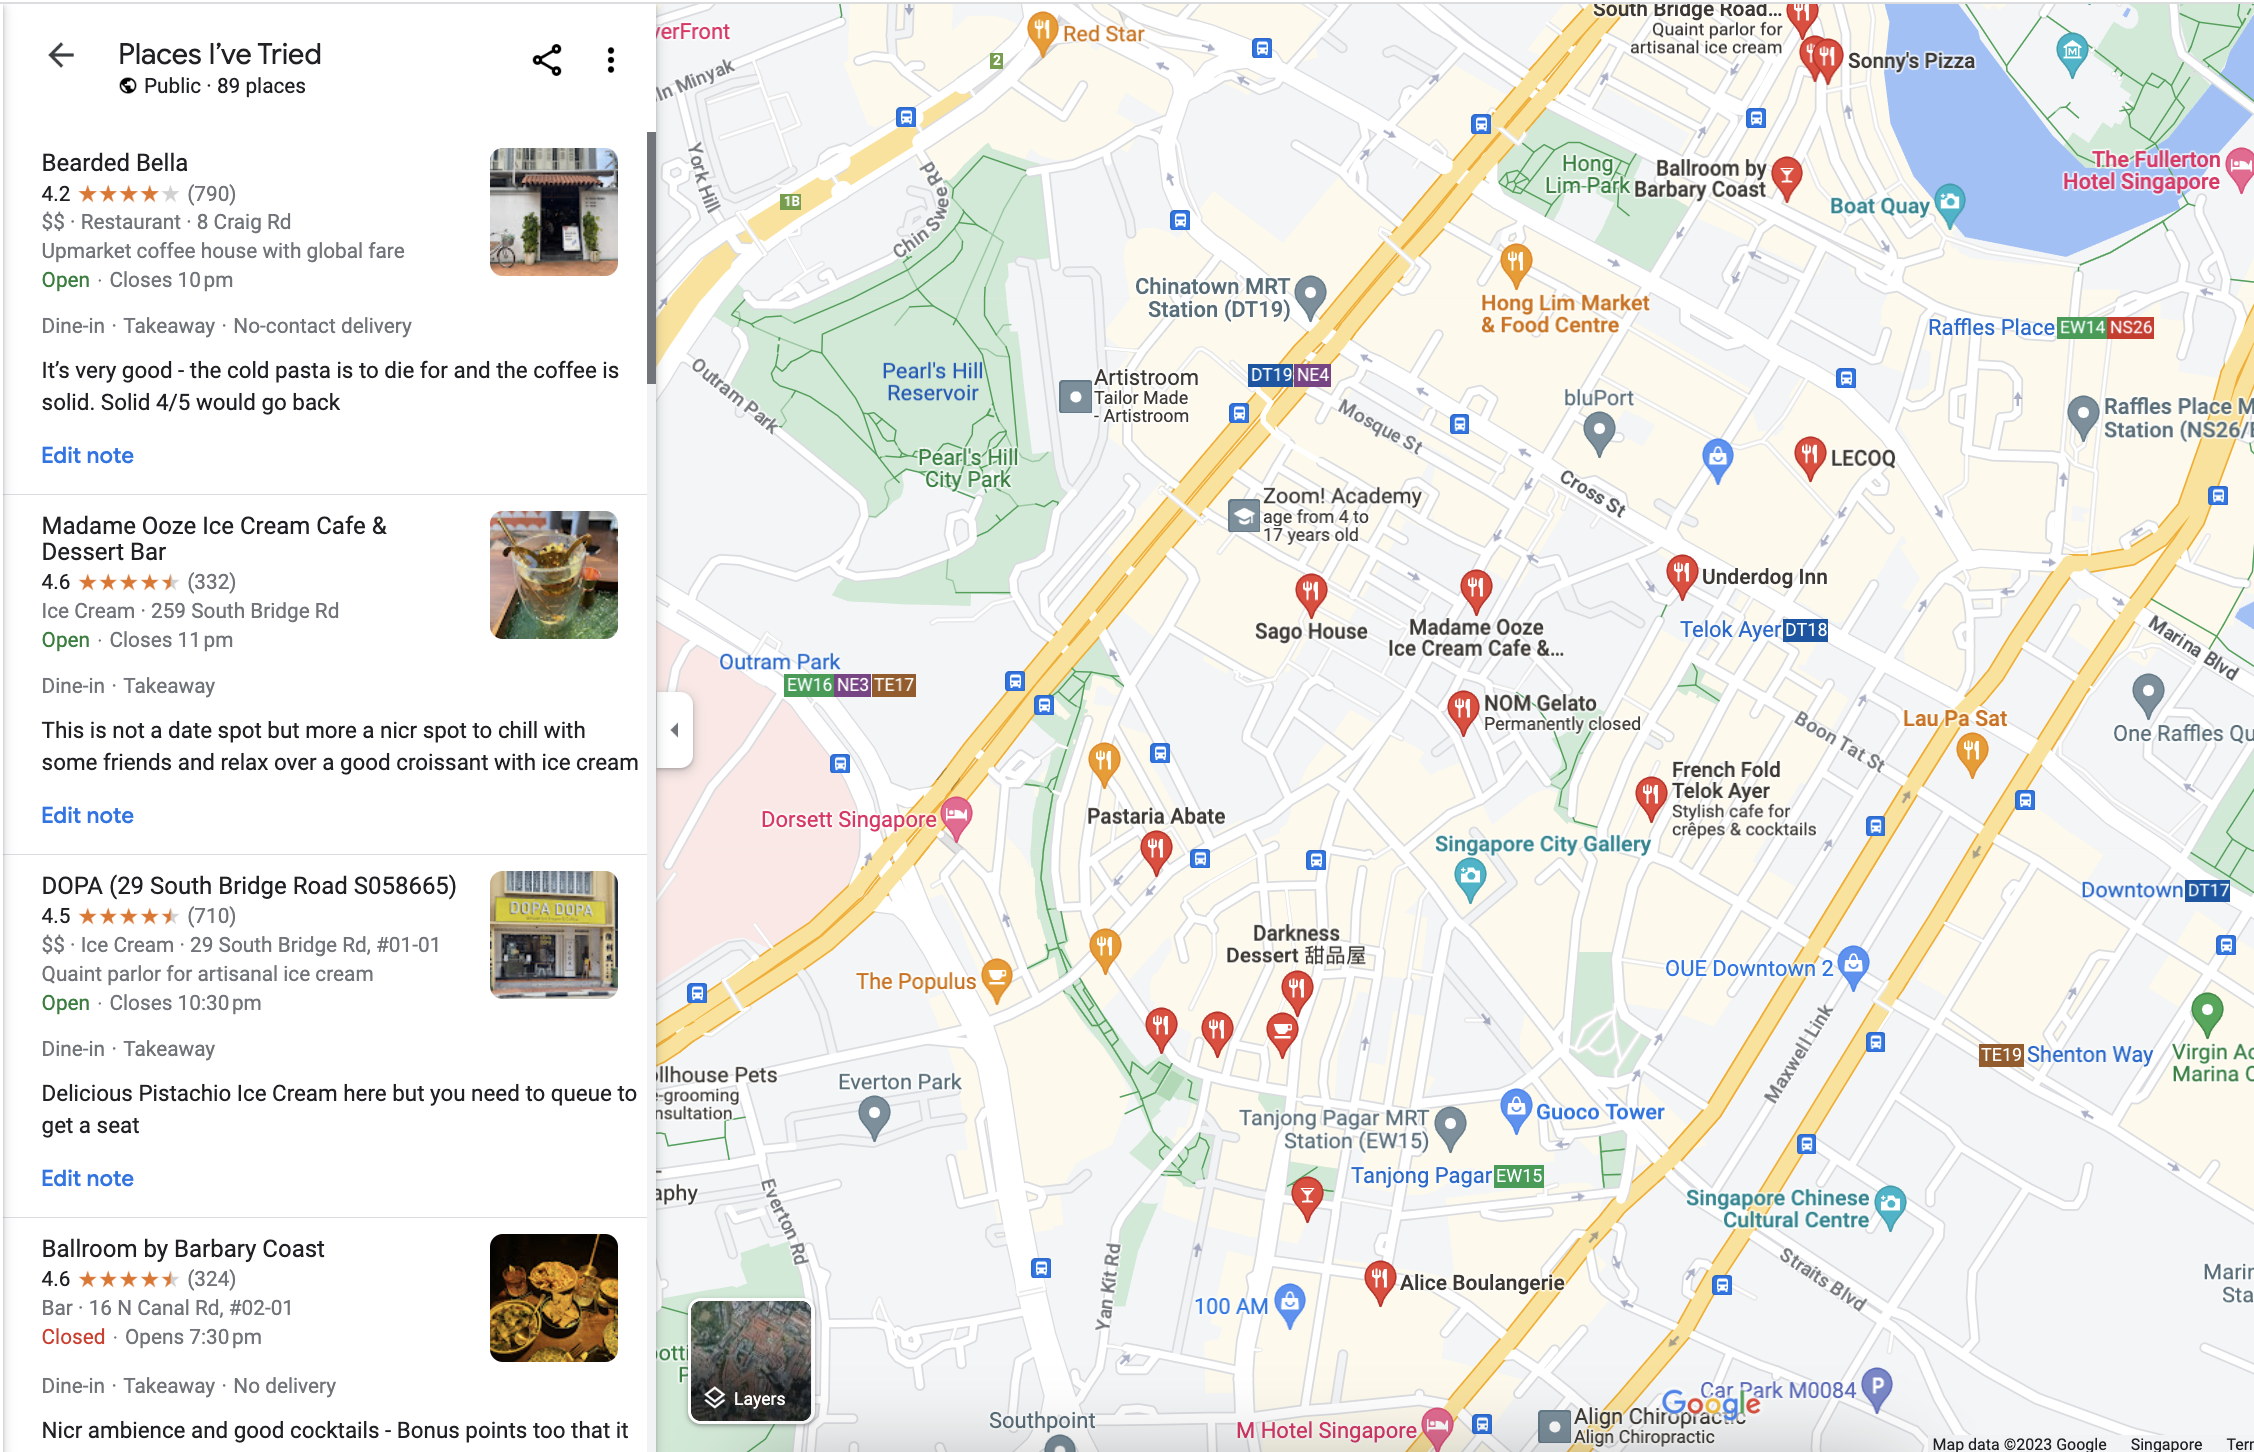 Places I’ve Tried
Public · 89 places
Bearded Bella
4.2 (790)
$$ · Restaurant · 8 Craig Rd
Upmarket coffee house with global fare
Open · Closes 10 pm
Dine-in · Takeaway · No-contact delivery
It’s very good - the cold pasta is to die for and the coffee is
solid. Solid 4/5 would go back
Edit note
Madame Ooze Ice Cream Cafe &
Dessert Bar
4.6 (332)
Ice Cream · 259 South Bridge Rd
Open · Closes 11 pm
Dine-in · Takeaway
This is not a date spot but more a nicr spot to chill with
some friends and relax over a good croissant with ice cream
Edit note
DOPA (29 South Bridge Road S058665)
4.5 (710)
$$ · Ice Cream · 29 South Bridge Rd, #01-01
Quaint parlor for artisanal ice cream
Open · Closes 10:30 pm
DOPA DOPA
Dine-in · Takeaway
Delicious Pistachio Ice Cream here but you need to queue to
get a seat
Edit note
Ballroom by Barbary Coast
4.6 (324)
Bar · 16 N Canal Rd, #02-01
Closed · Opens 7:30 pm
Dine-in · Takeaway · No delivery
Nicr ambience and good cocktails - Bonus points too that it
verFront
Red Star
2
South Bridge Road...
Quaint parlor for
artisanal ice cream
Sonny's Pizza
In Minyak
York Hill
Chin Swee Rd
1B
Hong
Lim-Park
Ballroom by
Barbary Coast
Boat Quay
The Fullerton
Hotel Singapore
Chinatown MRT
Station (DT19)
Hong Lim Market
& Food Centre
Raffles Place EW14 NS26
Pearl's Hill
Reservoir
Outram Park
Artistroom
Tailor Made
- Artistroom
DT19 NE4
Mosque St
bluPort
Raffles Place M
Station (NS26/E
Pearl's Hill
City Park
LECOQ
Zoom! Academy
age from 4 to
17 years old
Cross St
Sago House
Madame Ooze
Ice Cream Cafe &...
Underdog Inn
Telok Ayer DT18
Marina Blvd
Outram Park
EW16 NE3 TE17
NOM Gelato
Permanently closed
Boon Tat St
Lau Pa Sat
One Raffles Qu
French Fold
Telok Ayer
Stylish cafe for
crêpes & cocktails
Dorsett Singapore
Pastaria Abate
Singapore City Gallery
Downtown DT17
Darkness
Dessert 甜品屋
The Populus
OUE Downtown 2
Maxwell Link
TE19 Shenton Way
Virgin Ac
Marina C
llhouse Pets
e-grooming
nsultation
Everton Park
Tanjong Pagar MRT
Station (EW15)
Guoco Tower
Tanjong Pagar EW15
aphy
Everton Rd
Singapore Chinese
Cultural Centre
Straits Blvd
Yan Kit Rd
100 AM
Alice Boulangerie
Marin
Sta
otti
P
Layers
Car Park M0084
P
Google
Southpoint
M Hotel Singapore
Align Chiropractic
Align Chiropractic
Map data ©2023 Google Singapore Ter